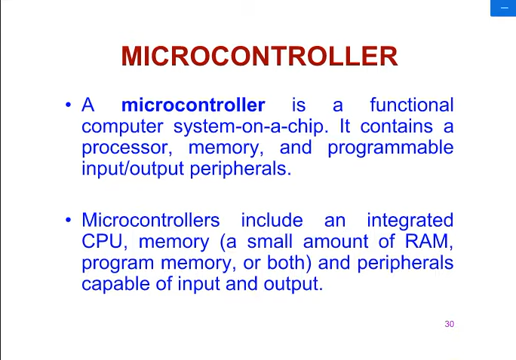 MICROCONTROLLER
• A microcontroller is a functional
computer system-on-a-chip. It contains a
processor, memory, and programmable
input/output peripherals.
• Microcontrollers include an integrated
CPU, memory (a small amount of RAM,
program memory, or both) and peripherals
capable of input and output.
30